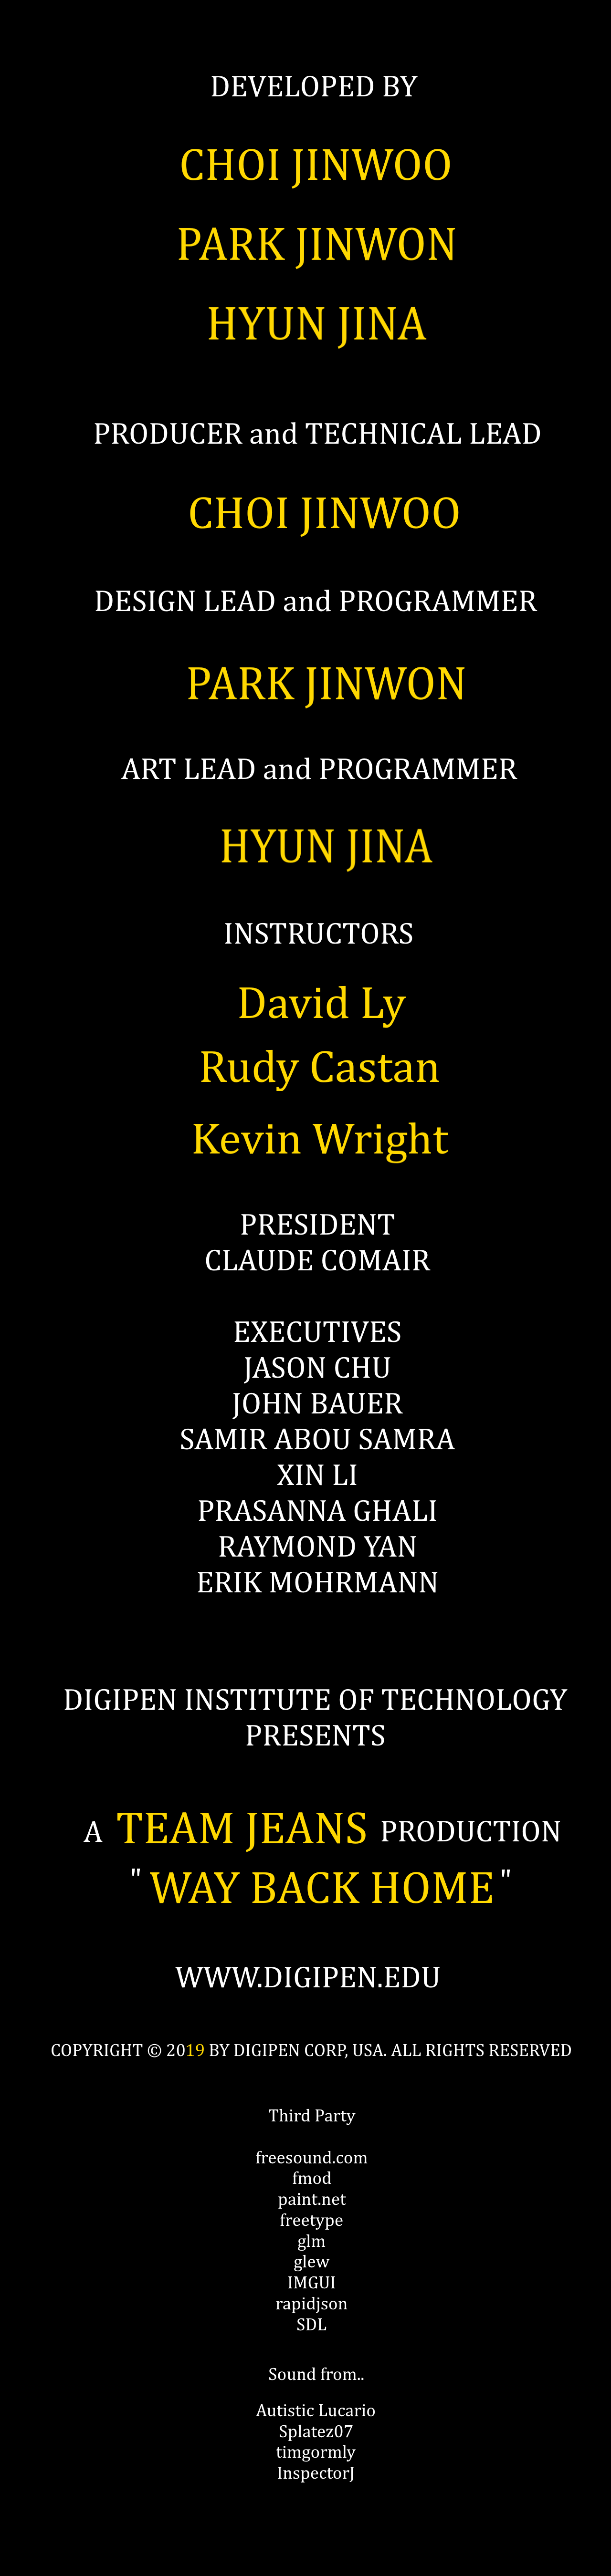 DEVELOPED BY
CHOI JINWOO
PARK JINWON
HYUN JINA
PRODUCER and TECHNICAL LEAD
CHOI JINWOO
DESIGN LEAD and PROGRAMMER
PARK JINWON
ART LEAD and PROGRAMMER
HYUN JINA
INSTRUCTORS
David Ly
Rudy Castan
Kevin Wright
PRESIDENT
CLAUDE COMAIR
EXECUTIVES
JASON CHU
JOHN BAUER
SAMIR ABOU SAMRA
XIN LI
PRASANNA GHALI
RAYMOND YAN
ERIK MOHRMANN
DIGIPEN INSTITUTE OF TECHNOLOGY
PRESENTS
A TEAM JEANS PRODUCTION
" WAY BACK HOME "
WWW.DIGIPEN.EDU
COPYRIGHT © 2019 BY DIGIPEN CORP, USA. ALL RIGHTS RESERVED
Third Party
freesound.com
fmod
paint.net
freetype
glm
glew
IMGUI
rapidjson
SDL
Sound from..
Autistic Lucario
Splatez07
timgormly
InspectorJ